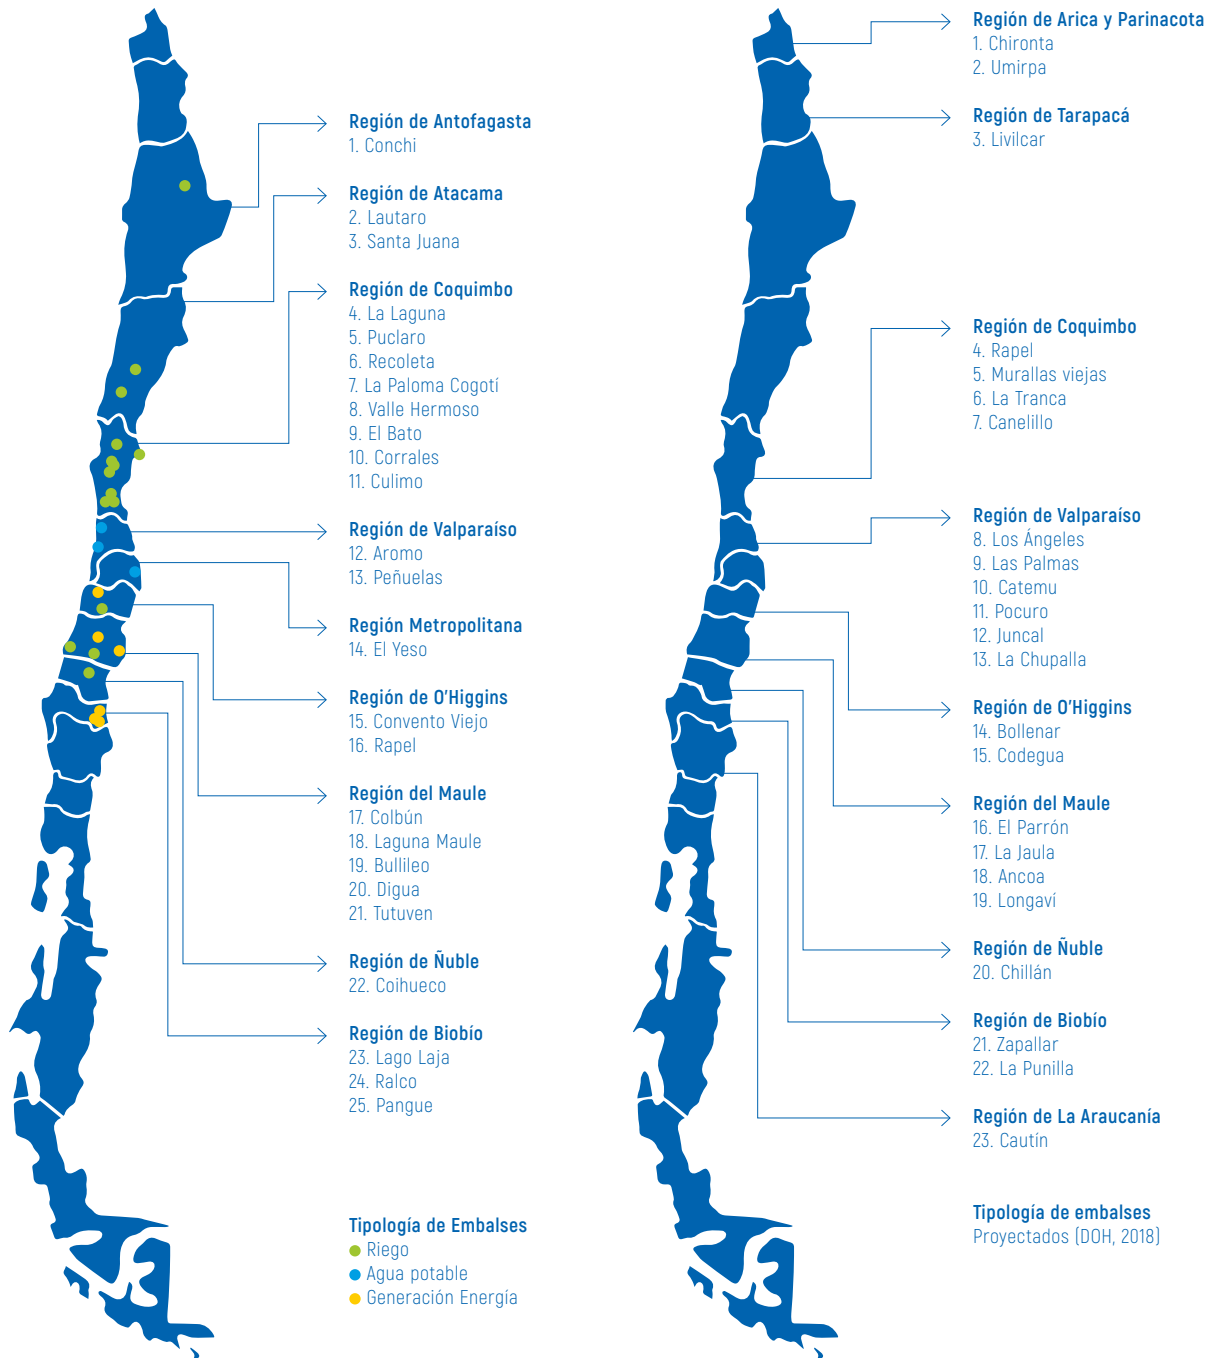 Región de Antofagasta
1. Conchi
Región de Atacama
2. Lautaro
3. Santa Juana
Región de Coquimbo
4. La Laguna
5. Puclaro
6. Recoleta
7. La Paloma Cogotí
8. Valle Hermoso
9. El Bato
10. Corrales
11. Culimo
Región de Valparaíso
12. Aromo
13. Peñuelas
Región Metropolitana
14. El Yeso
Región de O'Higgins
15. Convento Viejo
16. Rapel
Región del Maule
17. Colbún
18. Laguna Maule
19. Bullileo
20. Digua
21. Tutuven
Región de Ñuble
22. Coihueco
Región de Biobío
23. Lago Laja
24. Ralco
25. Pangue
Tipología de Embalses
Riego
Agua potable
Generación Energía
Región de Arica y Parinacota
1. Chironta
2. Umirpa
Región de Tarapacá
3. Livilcar
Región de Coquimbo
4. Rapel
5. Murallas viejas
6. La Tranca
7. Canelillo
Región de Valparaíso
8. Los Ángeles
9. Las Palmas
10. Catemu
11. Pocuro
12. Juncal
13. La Chupalla
Región de O'Higgins
14. Bollenar
15. Codegua
Región del Maule
16. El Parrón
17. La Jaula
18. Ancoa
19. Longaví
Región de Ñuble
20. Chillán
Región de Biobío
21. Zapallar
22. La Punilla
Región de La Araucanía
23. Cautín
Tipología de embalses
Proyectados (DOH, 2018)